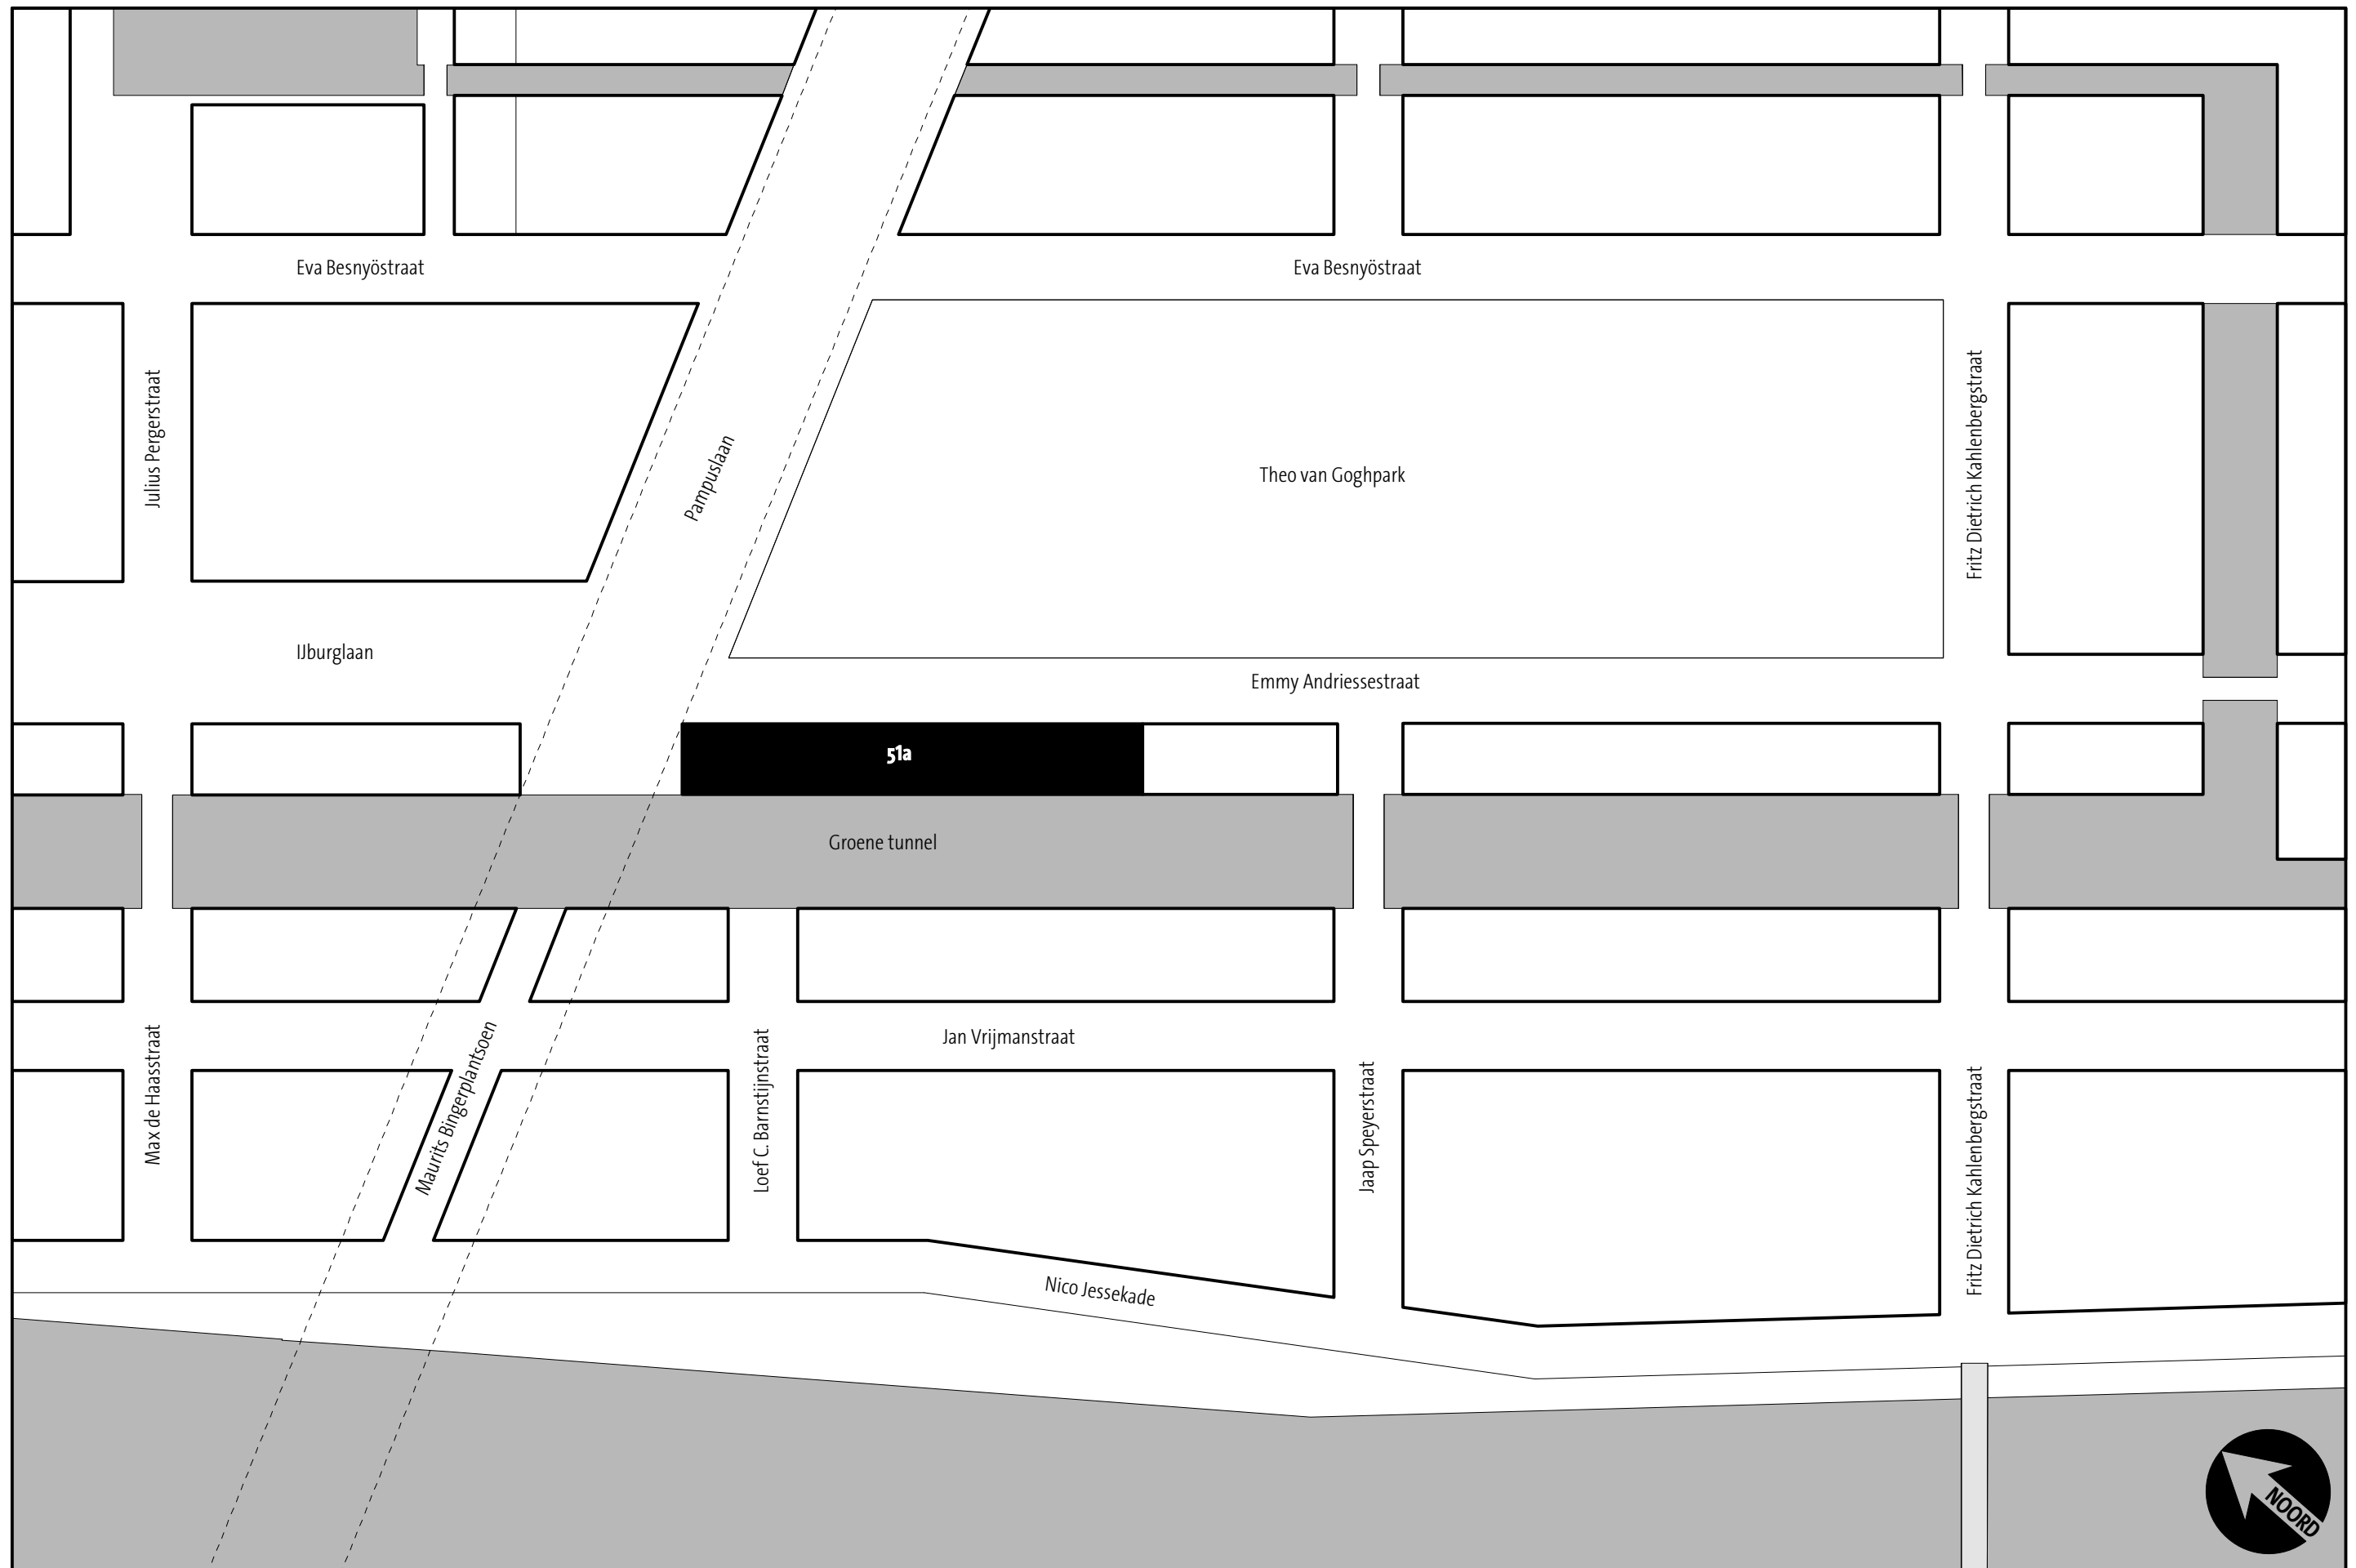 Eva Besnyöstraat
Eva Besnyöstraat
Julius Pergerstraat
Pampuslaan
Theo van Goghpark
Fritz Dietrich Kahlenbergstraat
IJburglaan
Emmy Andriessestraat
51a
Groene tunnel
Max de Haasstraat
Maurits Bingerplantsoen
Loef C. Barnstijnstraat
Jan Vrijmanstraat
Jaap Speyerstraat
Fritz Dietrich Kahlenbergstraat
Nico Jessekade
NOORD